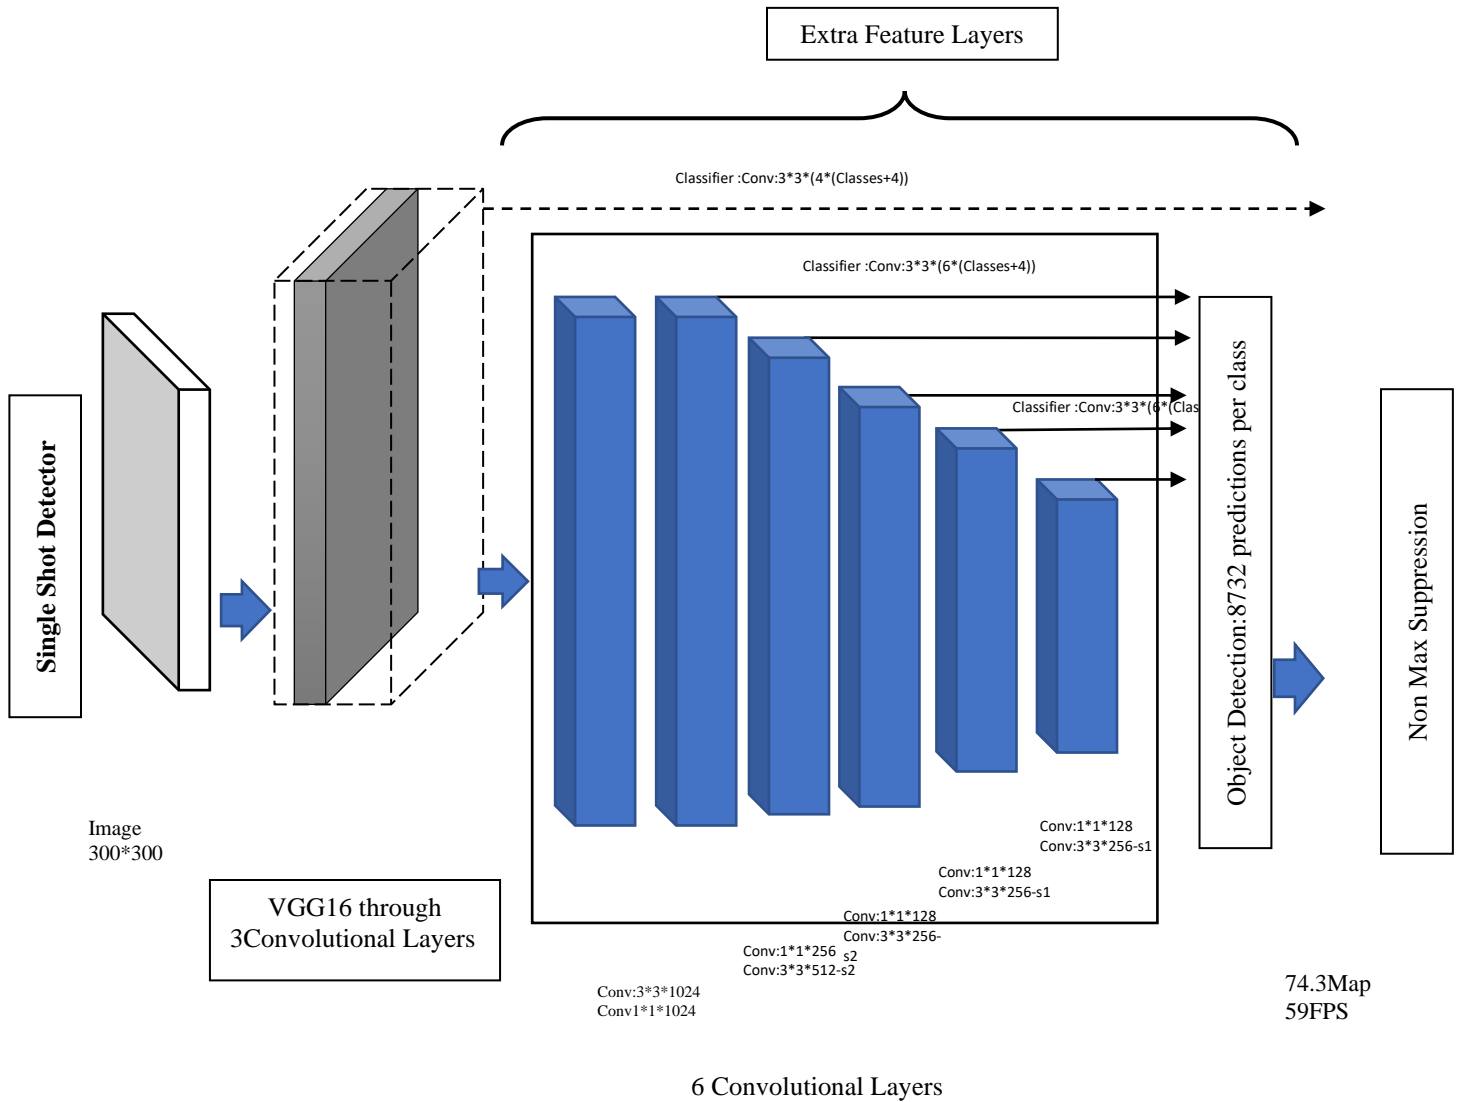 Extra Feature Layers
Classifier :Conv:3*3*(4*(Classes+4))
Classifier :Conv:3*3*(6*(Classes+4))
Classifier :Conv:3*3*(6*(Clas
Single Shot Detector
Object Detection:8732 predictions per class
Non Max Suppression
Image
300*300
VGG16 through
3Convolutional Layers
Conv:1*1*128
Conv:3*3*256-s1
Conv:1*1*128
Conv:3*3*256-s1
Conv:1*1*128
Conv:3*3*256-
s2
Conv:1*1*256
Conv:3*3*512-s2
Conv:3*3*1024
Conv1*1*1024
74.3Map
59FPS
6 Convolutional Layers